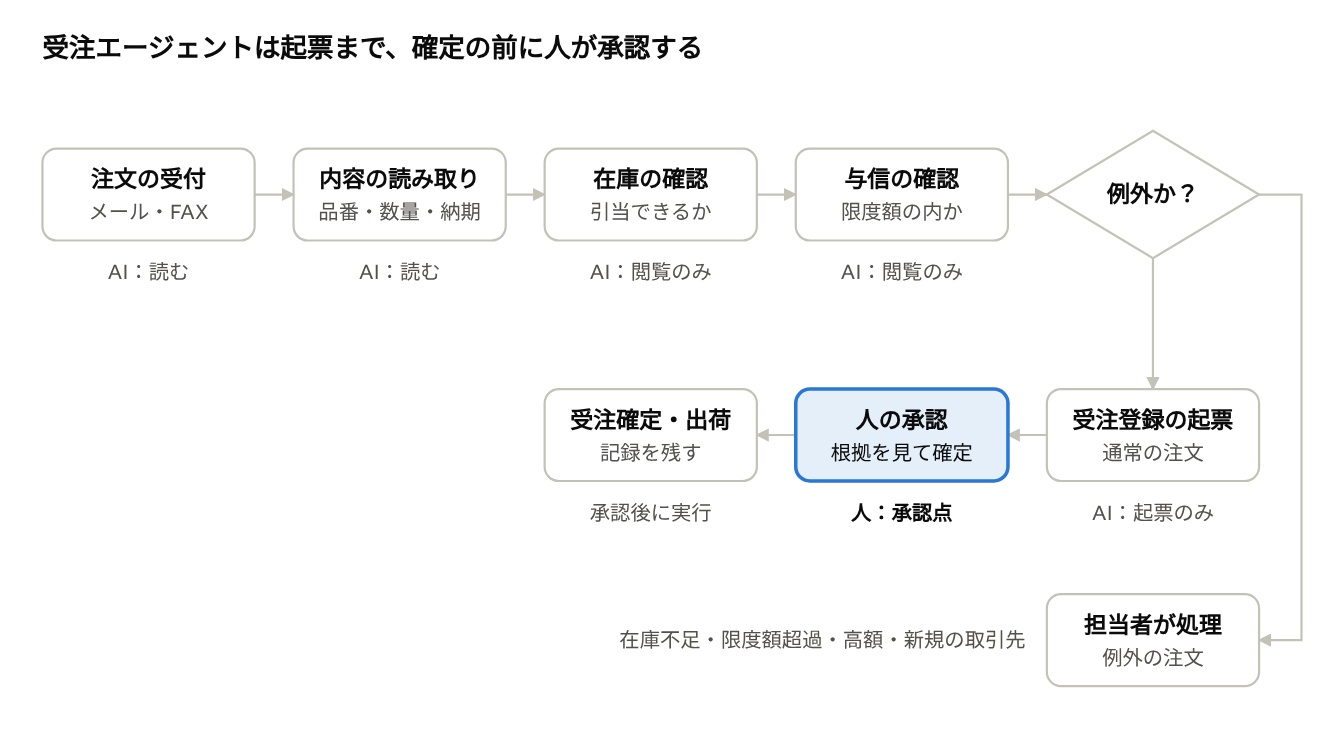 受注エージェントは起票まで、確定の前に人が承認する
注文の受付
メール・FAX
AI：読む
内容の読み取り
品番・数量・納期
AI：読む
在庫の確認
引当できるか
AI：閲覧のみ
与信の確認
限度額の内か
AI：閲覧のみ
例外か？
受注登録の起票
通常の注文
AI：起票のみ
人の承認
根拠を見て確定
人：承認点
受注確定・出荷
記録を残す
承認後に実行
担当者が処理
例外の注文
在庫不足・限度額超過・高額・新規の取引先